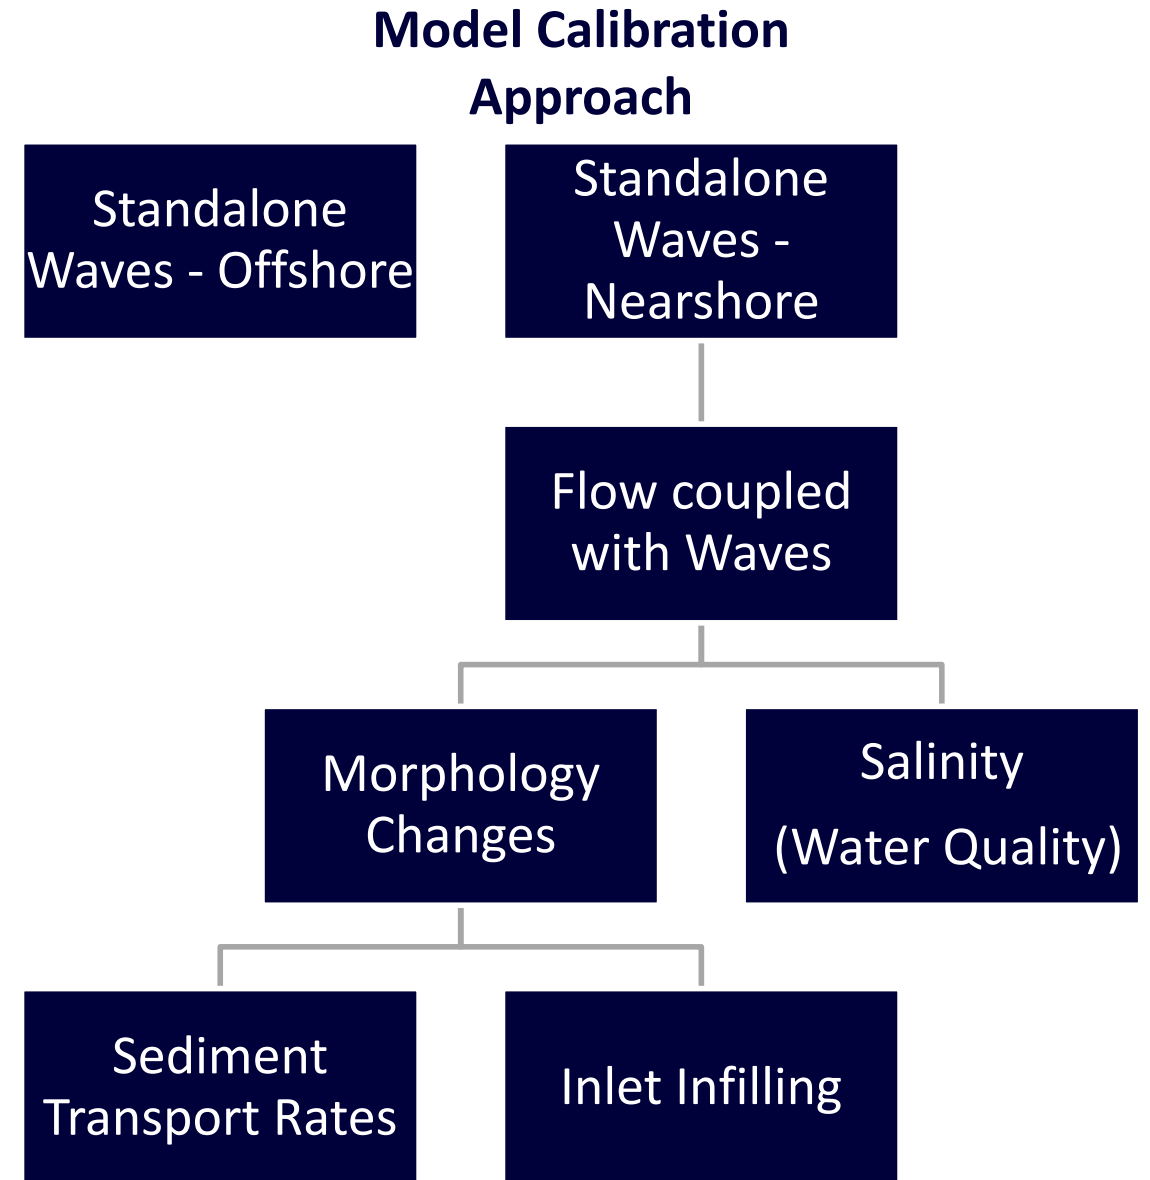 Model Calibration
Approach
Standalone
Waves - Offshore
Standalone
Waves -
Nearshore
Flow coupled
with Waves
Morphology
Changes
Salinity
(Water Quality)
Sediment
Transport Rates
Inlet Infilling